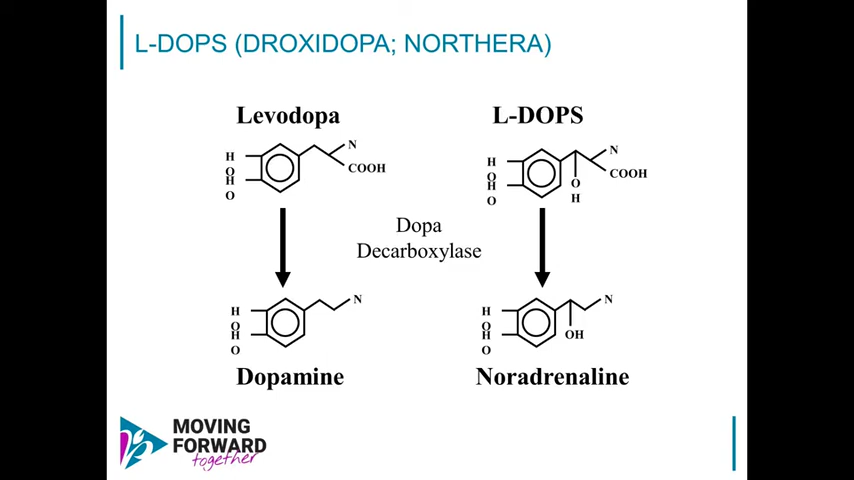 L-DOPS (DROXIDOPA; NORTHERA)
Levodopa
L-DOPS
N
COOH
H
O
H
O
N
COOH
O
H
H
O
H
O
Dopa
Decarboxylase
N
H
O
H
O
N
OH
H
O
H
O
Dopamine
Noradrenaline
MOVING
FORWARD
together